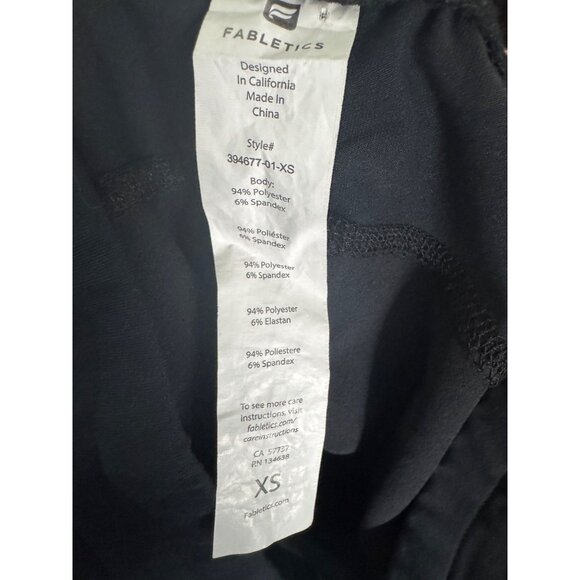 FABLETICS
Designed
In California
Made In
China
Style#
394677-01-XS
Body:
94% Polyester
6% Spandex
94% Poliéster
6% Spandex
94% Polyester
6% Spandex
94% Polyester
6% Elastan
94% Poliestere
6% Spandex
To see more care
instructions, visit
fabletics.com/
careinstructions
CA 57737
RN 134638
XS
Fabletics.com